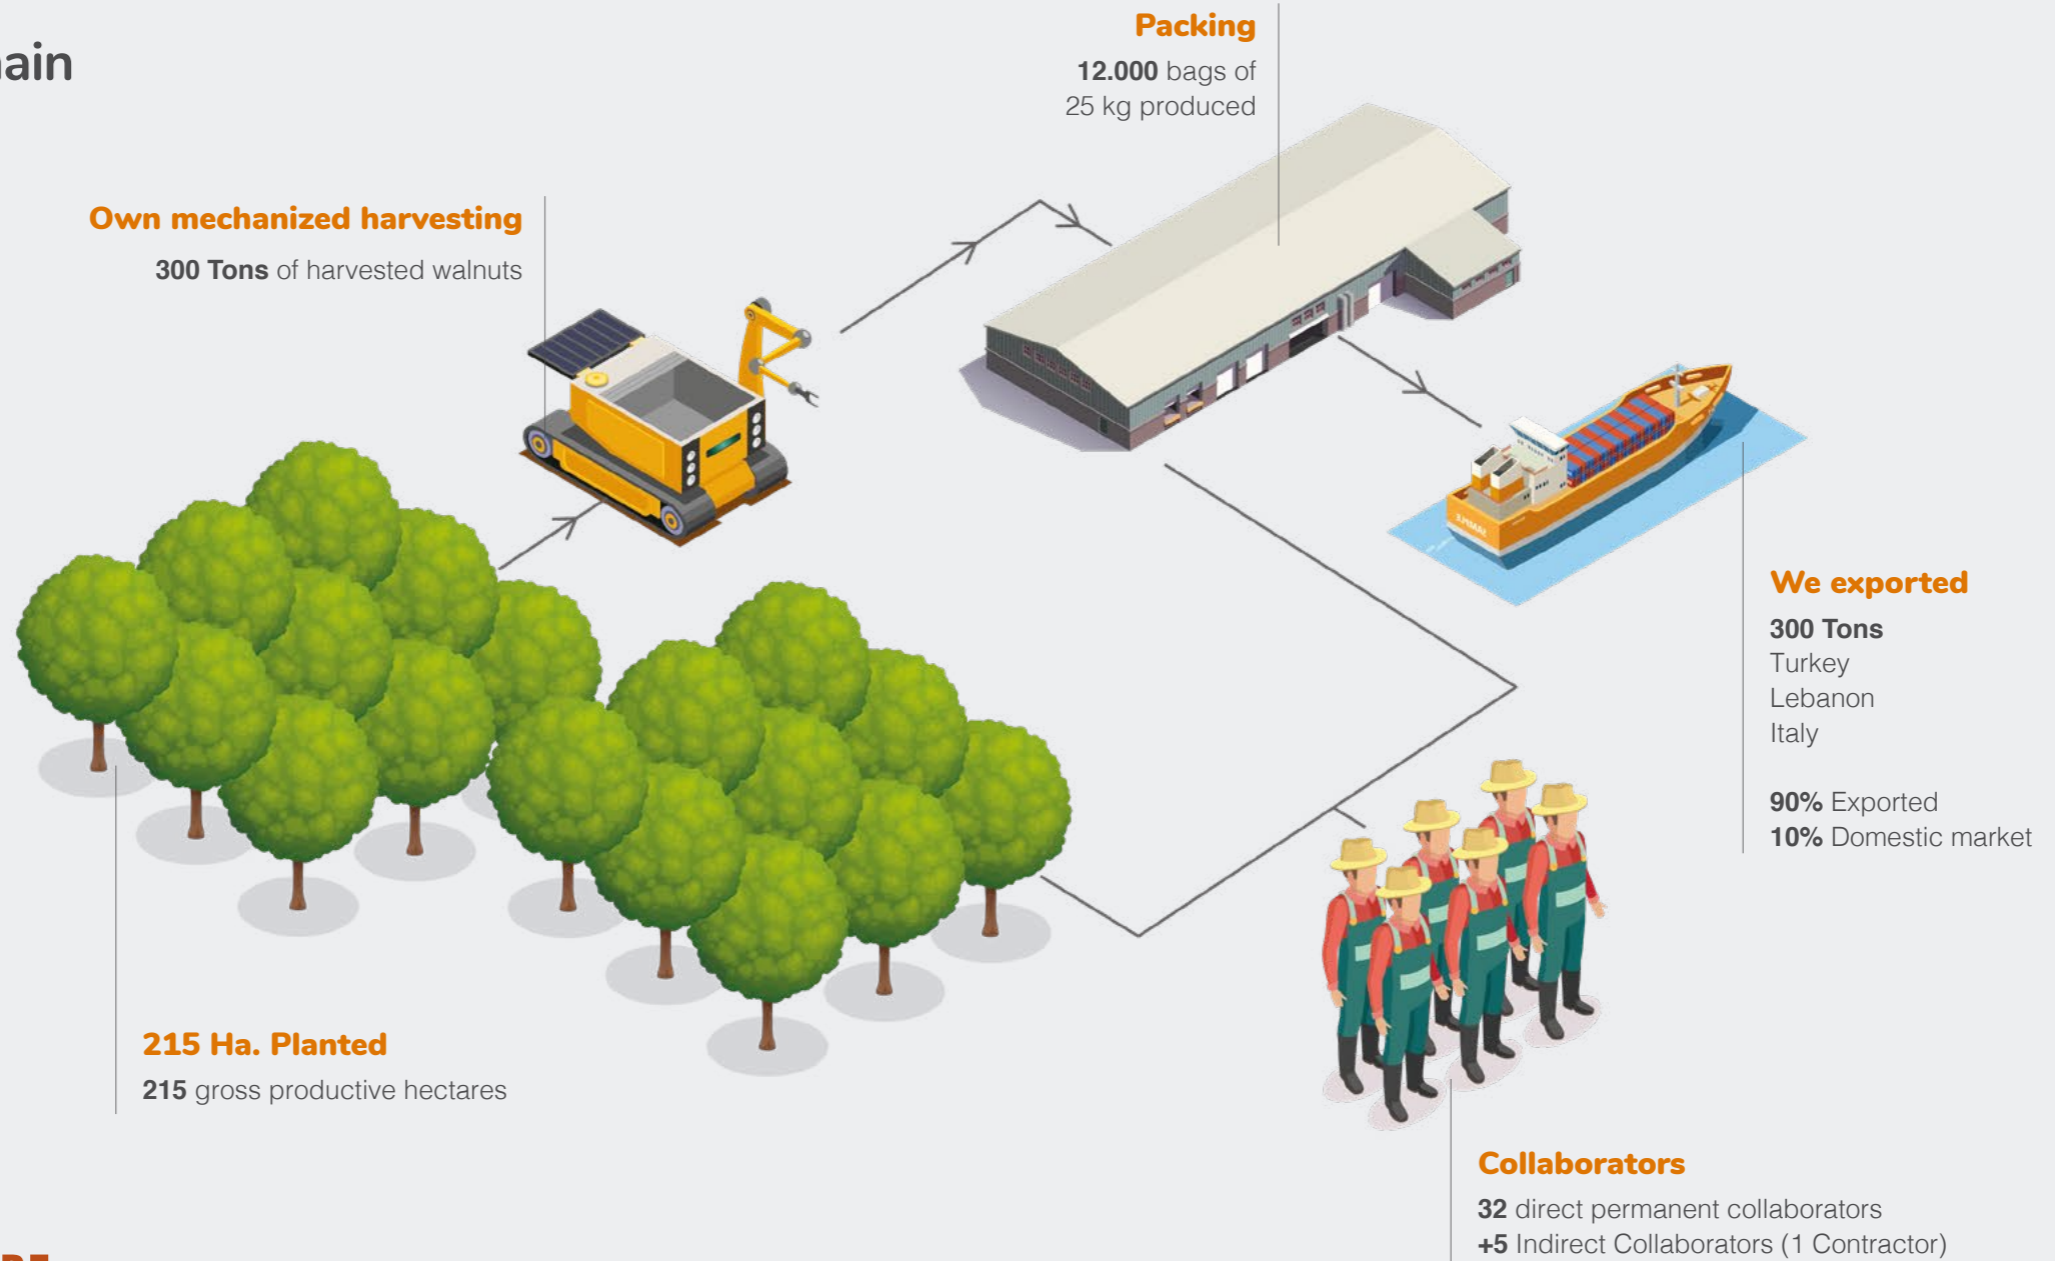 ain
Packing
12.000 bags of
25 kg produced
Own mechanized harvesting
300 Tons of harvested walnuts
We exported
300 Tons
Turkey
Lebanon
Italy
90% Exported
10% Domestic market
215 Ha. Planted
215 gross productive hectares
Collaborators
32 direct permanent collaborators
+5 Indirect Collaborators (1 Contractor)